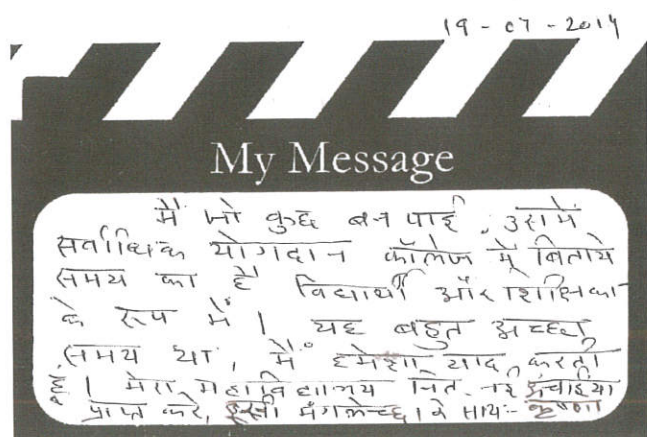 19-07-2014
My Message
मैं जो कुछ बन पाई, उसमें
सर्वाधिक योगदान कॉलेज में बिताये
समय का है विद्यार्थी और शिक्षिका
के रूप में। यह बहुत अच्छा
समय था, मैं हमेशा याद करती
हूँ। मेरा महाविद्यालय नित नई ऊंचाइया
प्राप्त करे, इसी मंगलेच्छा के साथ:-